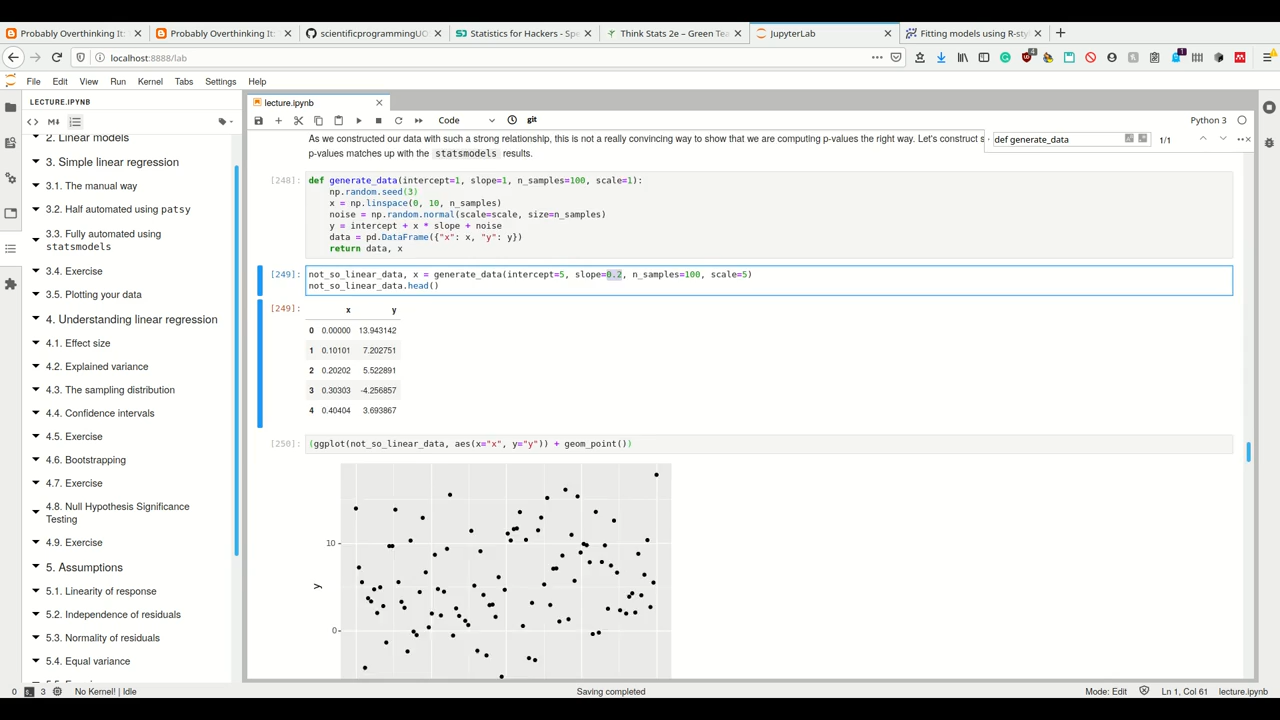 Probably Overthinking It:
Probably Overthinking It:
scientificprogrammingUO
Statistics for Hackers - Spe
Think Stats 2e – Green Tea
JupyterLab
Fitting models using R-styl
localhost:8888/lab
File Edit View Run Kernel Tabs Settings Help
LECTURE.IPYNB
lecture.ipynb
Code
git
Python 3
def generate_data
1/1
2. Linear models
3. Simple linear regression
3.1. The manual way
3.2. Half automated using patsy
3.3. Fully automated using
statsmodels
3.4. Exercise
3.5. Plotting your data
4. Understanding linear regression
4.1. Effect size
4.2. Explained variance
4.3. The sampling distribution
4.4. Confidence intervals
4.5. Exercise
4.6. Bootstrapping
4.7. Exercise
4.8. Null Hypothesis Significance
Testing
4.9. Exercise
5. Assumptions
5.1. Linearity of response
5.2. Independence of residuals
5.3. Normality of residuals
5.4. Equal variance
As we constructed our data with such a strong relationship, this is not a really convincing way to show that we are computing p-values the right way. Let's construct s
p-values matches up with the statsmodels results.
[248]: def generate_data(intercept=1, slope=1, n_samples=100, scale=1):
np.random.seed(3)
x = np.linspace(0, 10, n_samples)
noise = np.random.normal(scale=scale, size=n_samples)
y = intercept + x * slope + noise
data = pd.DataFrame({"x": x, "y": y})
return data, x
[249]: not_so_linear_data, x = generate_data(intercept=5, slope=0.2, n_samples=100, scale=5)
not_so_linear_data.head()
[249]: x y
0 0.00000 13.943142
1 0.10101 7.202751
2 0.20202 5.522891
3 0.30303 -4.256857
4 0.40404 3.693867
[250]: (ggplot(not_so_linear_data, aes(x="x", y="y")) + geom_point())
10
y
0
0 3 No Kernel! | Idle
Saving completed
Mode: Edit Ln 1, Col 61 lecture.ipynb